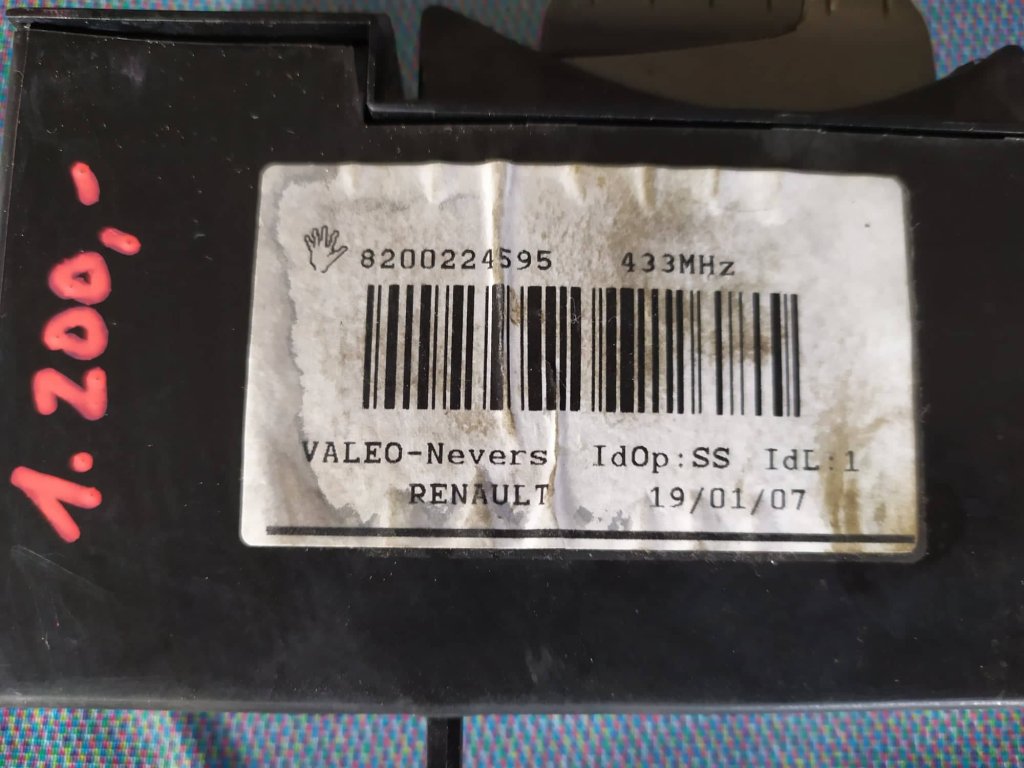 1.200,-
8200224595 433MHz
VALEO-Nevers IdOp:SS IdL:1
RENAULT 19/01/07